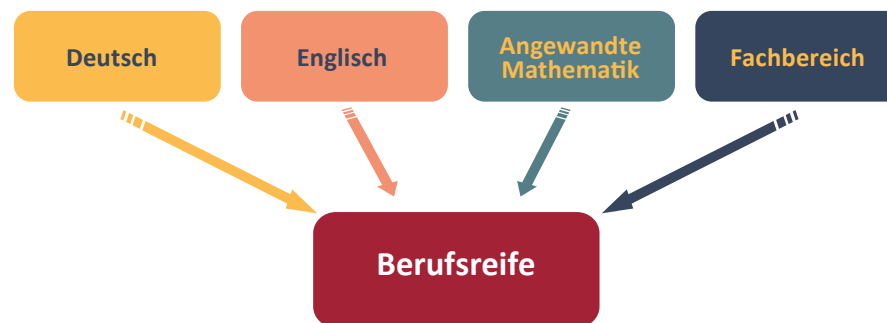 Deutsch
Englisch
Angewandte
Mathematik
Fachbereich
Berufsreife